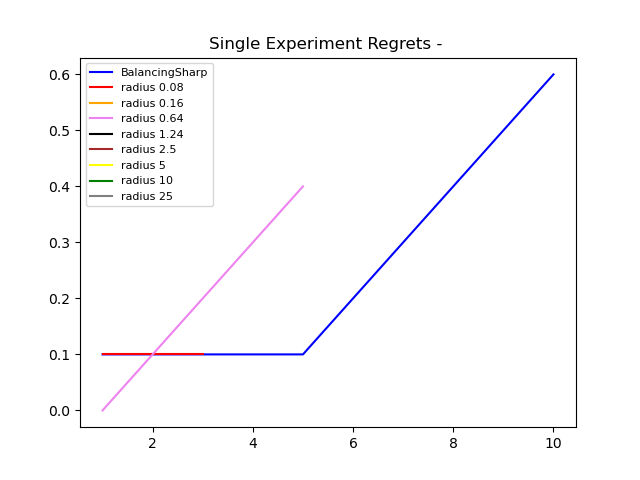 Single Experiment Regrets -
BalancingSharp
radius 0.08
radius 0.16
radius 0.64
radius 1.24
radius 2.5
radius 5
radius 10
radius 25
0.6
0.5
0.4
0.3
0.2
0.1
0.0
2 4 6 8 10